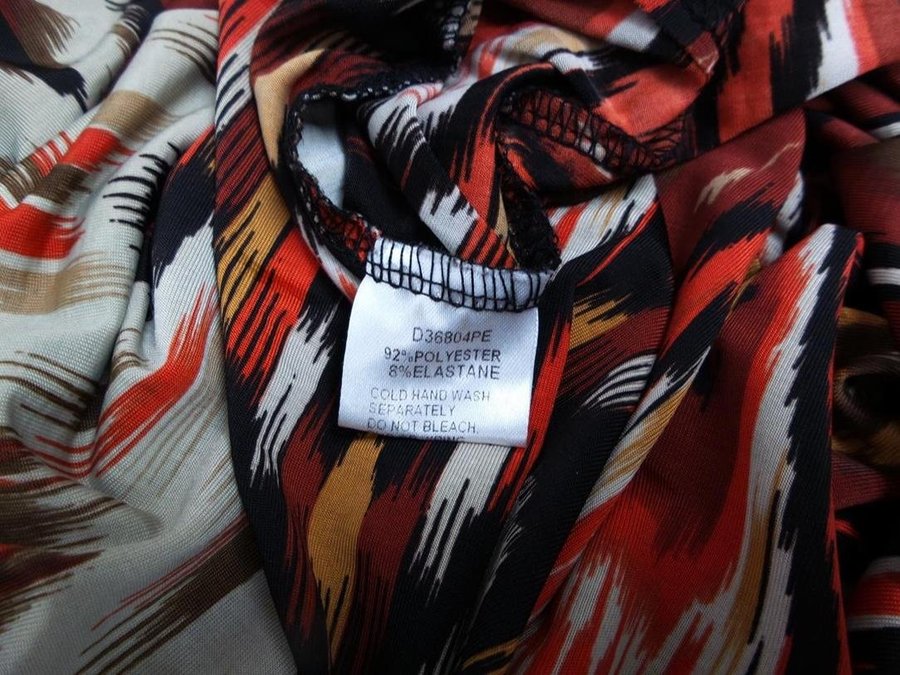 D36804PE
92%POLYESTER
8%ELASTANE
COLD HAND WASH
SEPARATELY
DO NOT BLEACH.